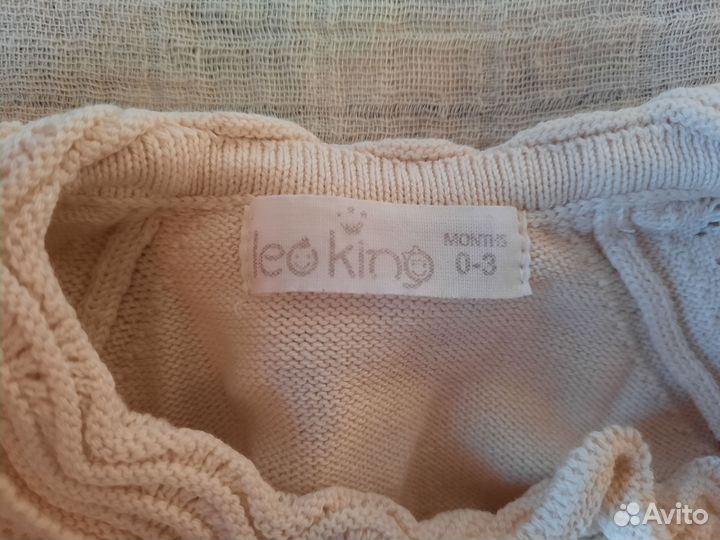 leo king
MONTHS
0-3
Avito